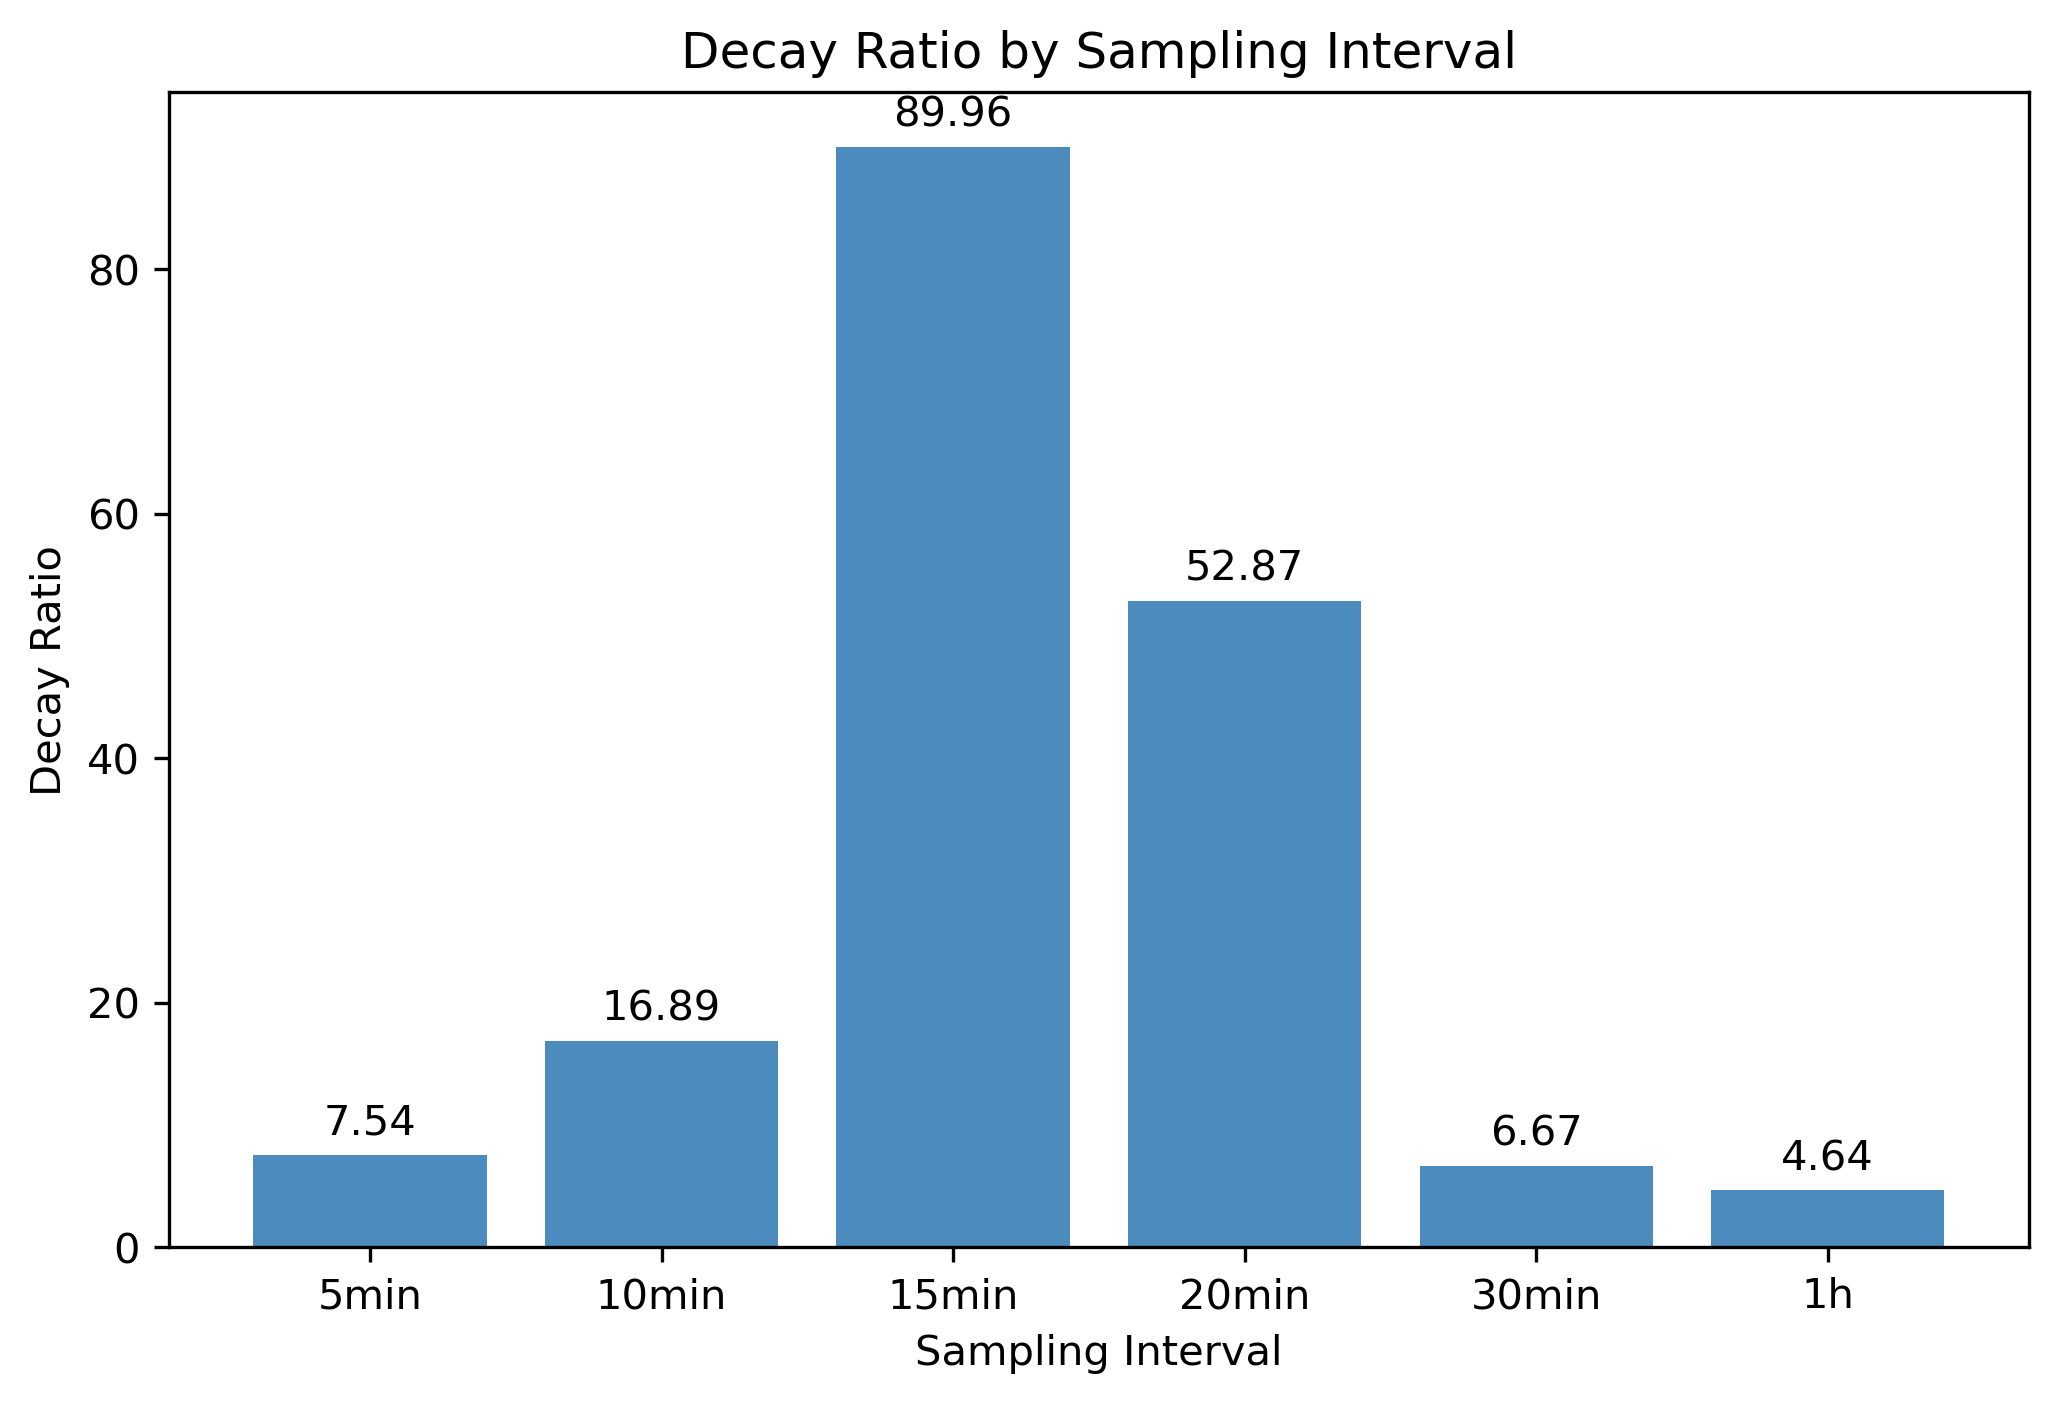 Decay Ratio by Sampling Interval
89.96
80
60
52.87
Decay Ratio
40
20
16.89
7.54
6.67
4.64
0
5min 10min 15min 20min 30min 1h
Sampling Interval